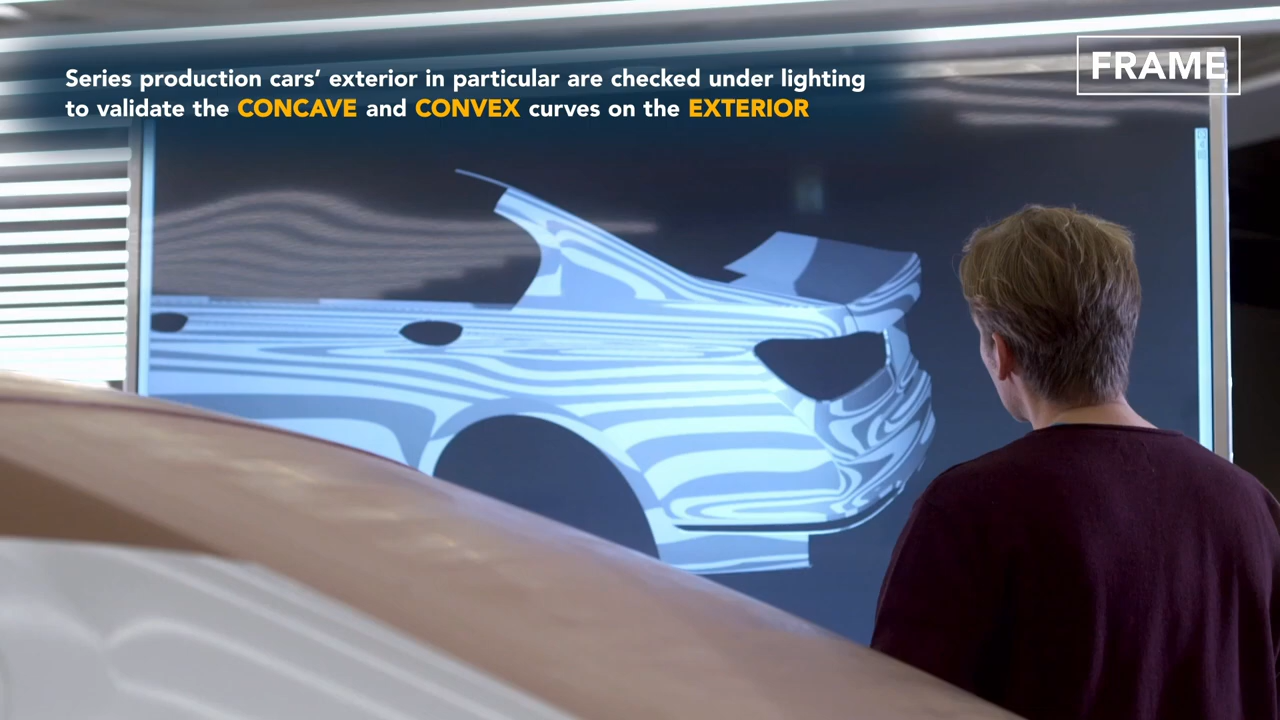 Series production cars’ exterior in particular are checked under lighting
to validate the CONCAVE and CONVEX curves on the EXTERIOR
FRAME